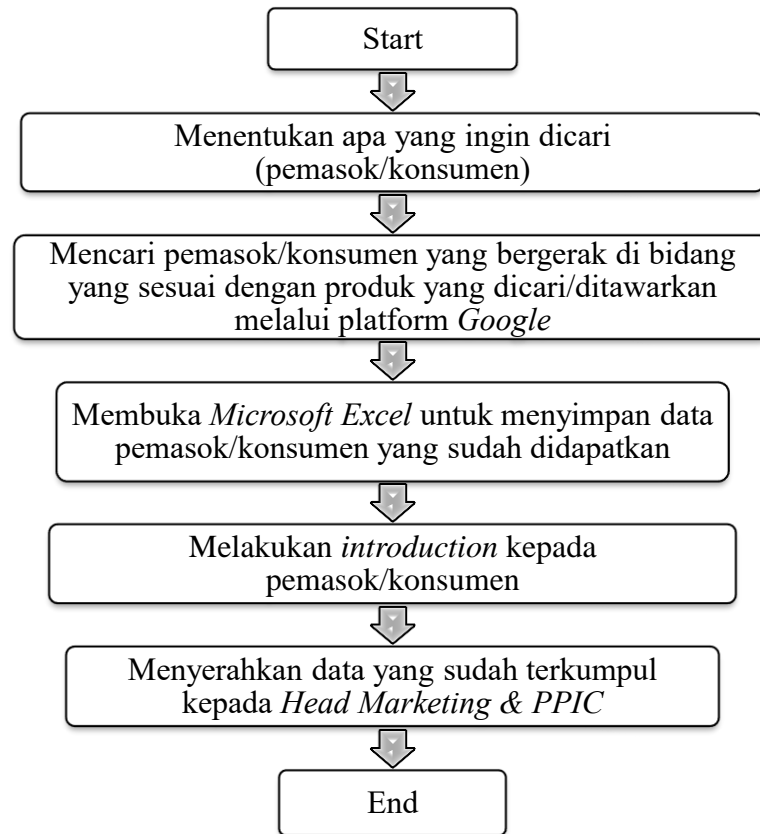 Start
Menentukan apa yang ingin dicari
(pemasok/konsumen)
Mencari pemasok/konsumen yang bergerak di bidang
yang sesuai dengan produk yang dicari/ditawarkan
melalui platform Google
Membuka Microsoft Excel untuk menyimpan data
pemasok/konsumen yang sudah didapatkan
Melakukan introduction kepada
pemasok/konsumen
Menyerahkan data yang sudah terkumpul
kepada Head Marketing & PPIC
End